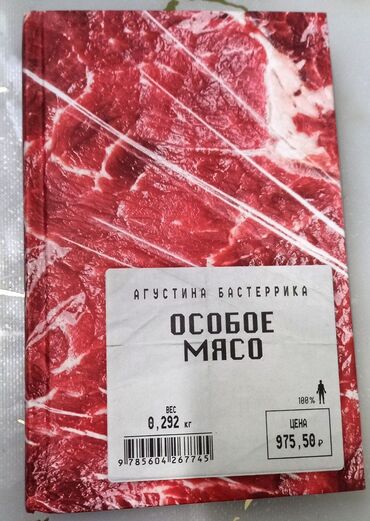 АГУСТИНА БАСТЕРРИКА
ОСОБОЕ
МЯСО
100%
ВЕС
0,292 кг
ЦЕНА
975,50 ₽
9 785604 267745